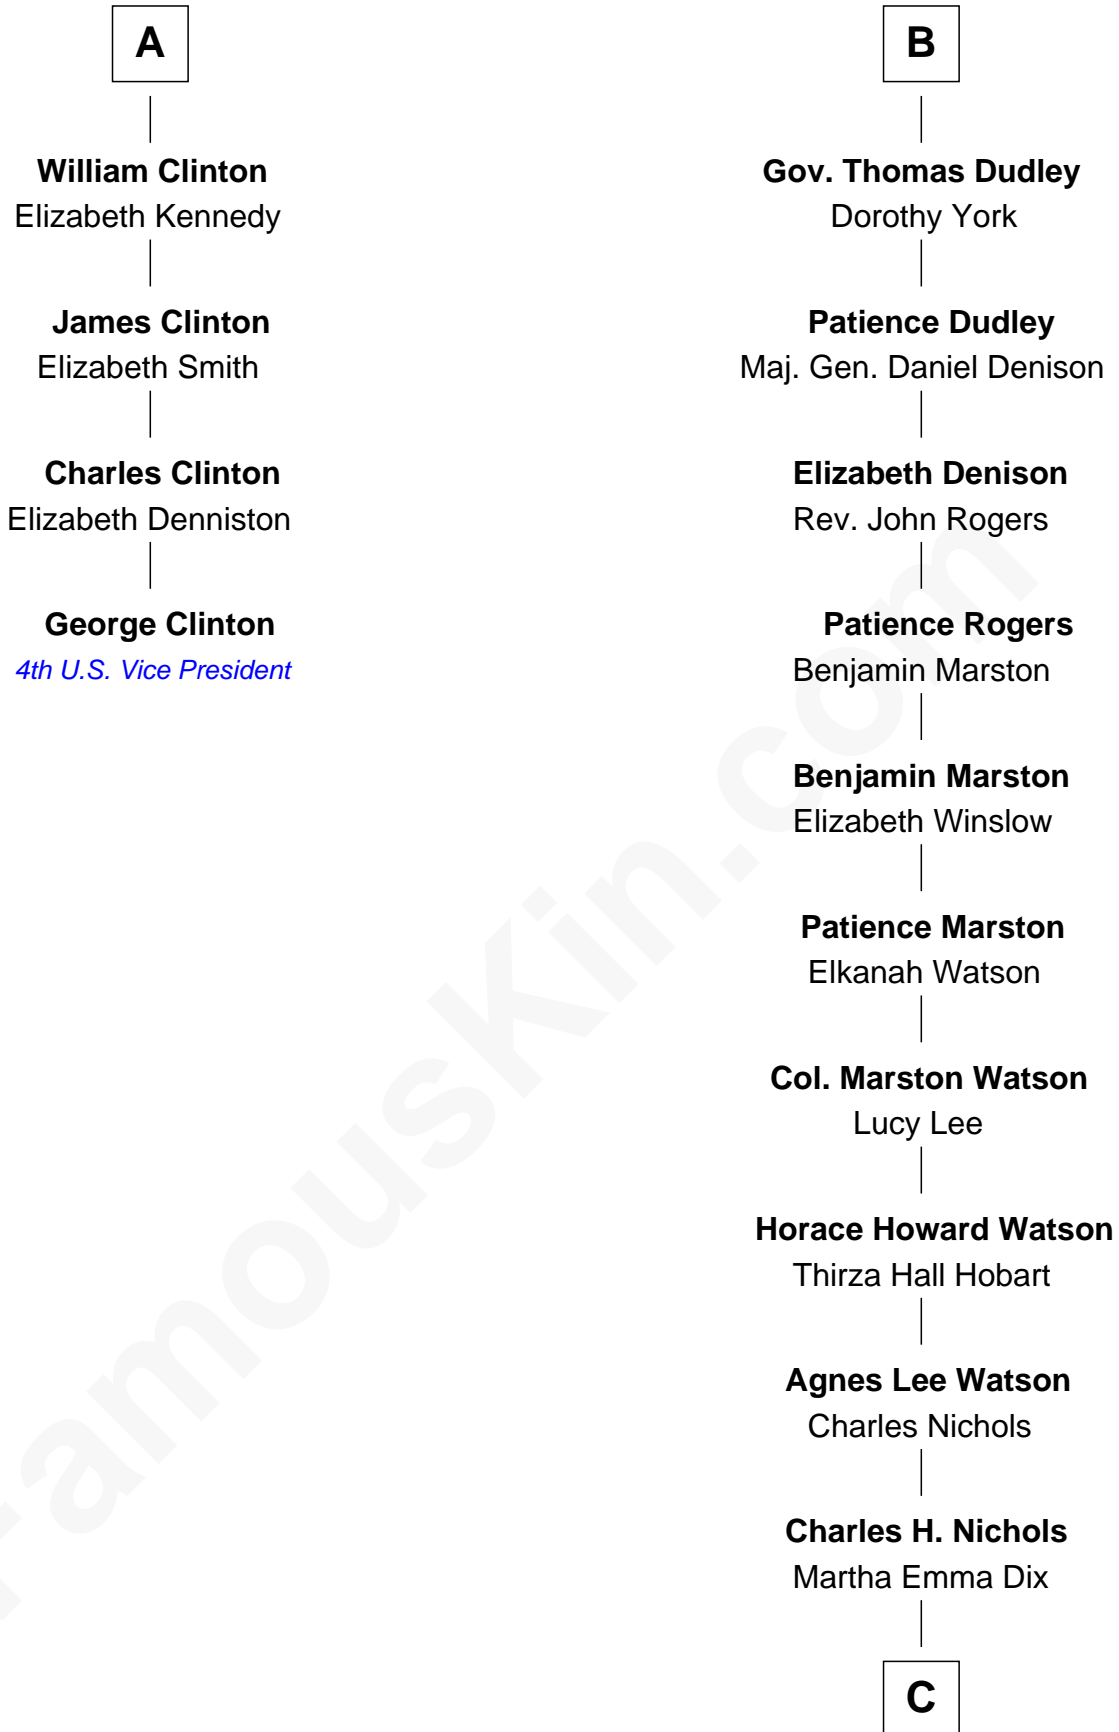 A
William Clinton
Elizabeth Kennedy
James Clinton
Elizabeth Smith
Charles Clinton
Elizabeth Denniston
George Clinton
4th U.S. Vice President
B
Gov. Thomas Dudley
Dorothy York
Patience Dudley
Maj. Gen. Daniel Denison
Elizabeth Denison
Rev. John Rogers
Patience Rogers
Benjamin Marston
Benjamin Marston
Elizabeth Winslow
Patience Marston
Elkanah Watson
Col. Marston Watson
Lucy Lee
Horace Howard Watson
Thirza Hall Hobart
Agnes Lee Watson
Charles Nichols
Charles H. Nichols
Martha Emma Dix
C
FamousKin.com